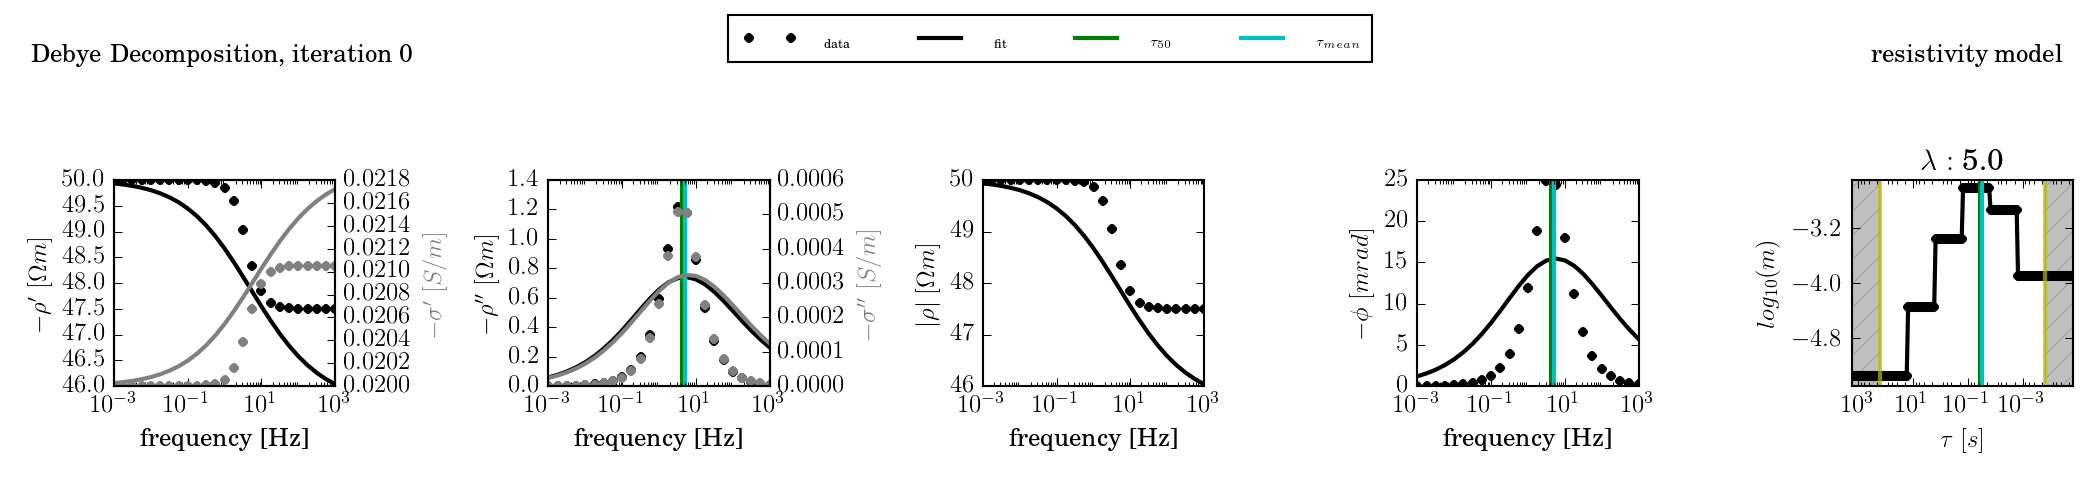 data fit τ50 τmean
Debye Decomposition, iteration 0
resistivity model
50.0
49.5
49.0
48.5
48.0
47.5
47.0
46.5
46.0
−ρ′ [Ωm]
0.0218
0.0216
0.0214
0.0212
0.0210
0.0208
0.0206
0.0204
0.0202
0.0200
−σ′ [S/m]
10⁻³ 10⁻¹ 10¹ 10³
frequency [Hz]
1.4
1.2
1.0
0.8
0.6
0.4
0.2
0.0
−ρ″ [Ωm]
0.0006
0.0005
0.0004
0.0003
0.0002
0.0001
0.0000
−σ″ [S/m]
10⁻³ 10⁻¹ 10¹ 10³
frequency [Hz]
50
49
48
47
46
|ρ| [Ωm]
10⁻³ 10⁻¹ 10¹ 10³
frequency [Hz]
25
20
15
10
5
0
−ϕ [mrad]
10⁻³ 10⁻¹ 10¹ 10³
frequency [Hz]
λ : 5.0
−3.2
−4.0
−4.8
log₁₀(m)
10³ 10¹ 10⁻¹ 10⁻³
τ [s]